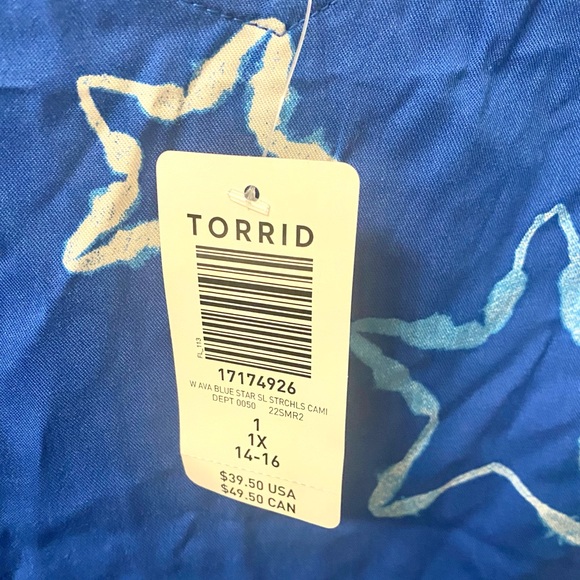 TORRID
FL_113
17174926
W AVA BLUE STAR SL STRCHLS CAMI
DEPT 0050 22SMR2
1
1X
14-16
$39.50 USA
$49.50 CAN